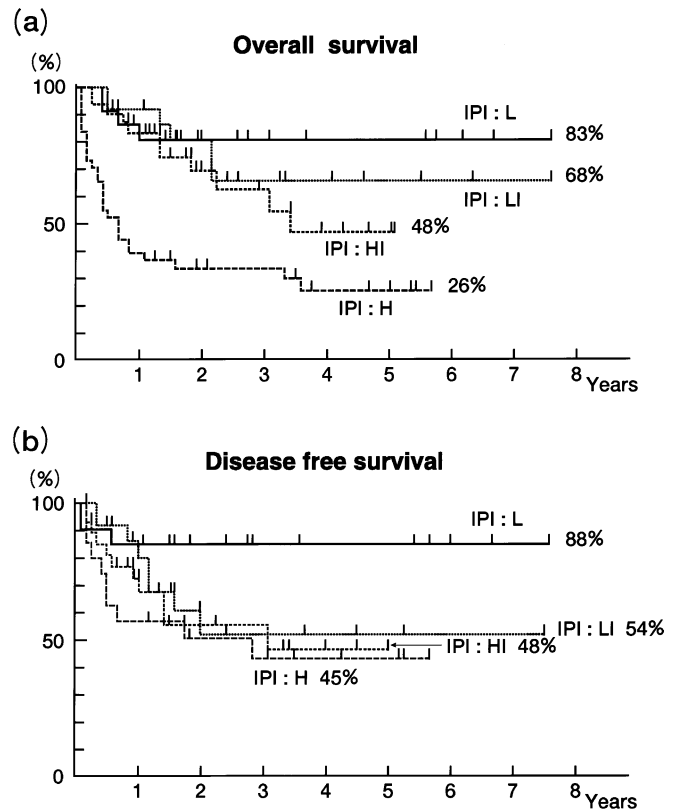 (a)
Overall survival
(%)
100
IPI : L
83%
68%
IPI : LI
50
48%
IPI : HI
26%
IPI : H
0
1 2 3 4 5 6 7 8 Years
(b)
Disease free survival
(%)
100
IPI : L
88%
IPI : LI 54%
50
IPI : HI 48%
IPI : H 45%
0
1 2 3 4 5 6 7 8 Years